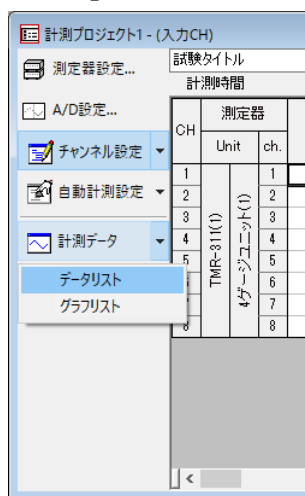 計測プロジェクト1 - (入力CH)
測定器設定...
A/D設定...
チャンネル設定
自動計測設定
計測データ
データリスト
グラフリスト
試験タイトル
計測時間
CH 測定器
Unit ch.
1 1
2 2
3 3
4 4
5 5
6
7
8 8
TMR-311(1)
4ゲージユニット(1)
<